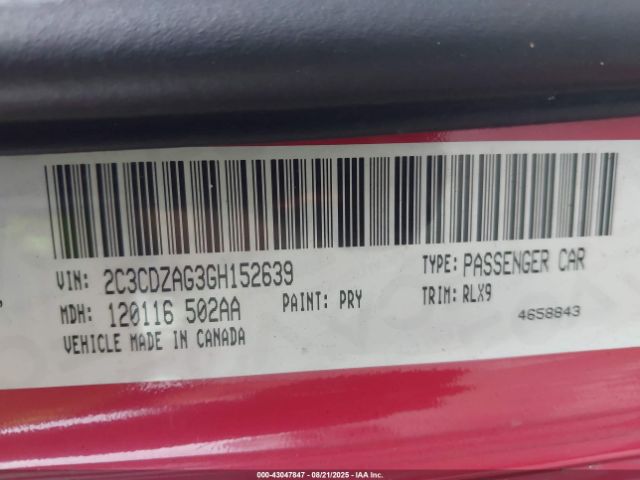 VIN: 2C3CDZAG3GH152639 TYPE: PASSENGER CAR
MDH: 120116 502AA PAINT: PRY TRIM: RLX9
VEHICLE MADE IN CANADA 4658843
000-43047847 - 08/21/2025 - IAA Inc.